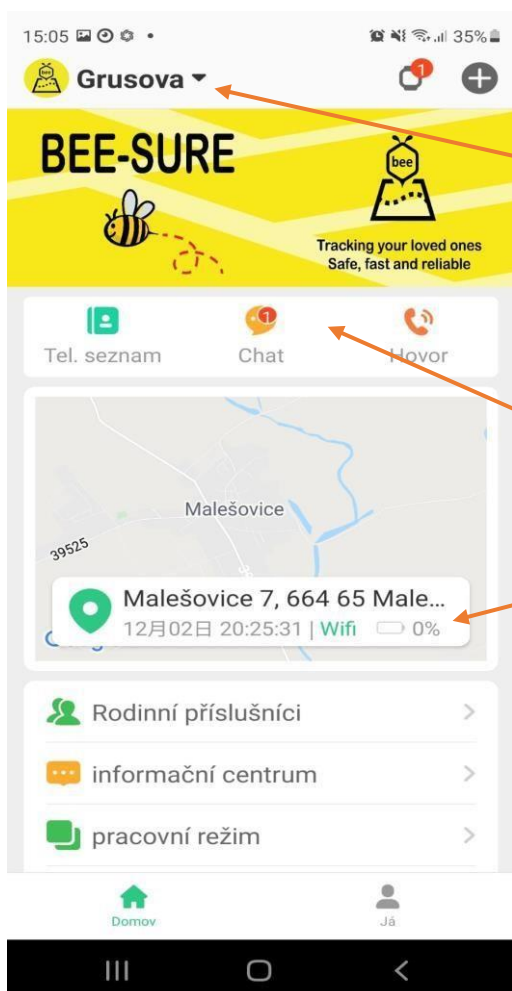 15:05
35%
Grusova
1
BEE-SURE
bee
Tracking your loved ones
Safe, fast and reliable
1
Tel. seznam
Chat
Hovor
Malešovice
39525
Malešovice 7, 664 65 Male...
12月02日 20:25:31 | Wifi 0%
Rodinní příslušníci
informační centrum
pracovní režim
Domov
Já